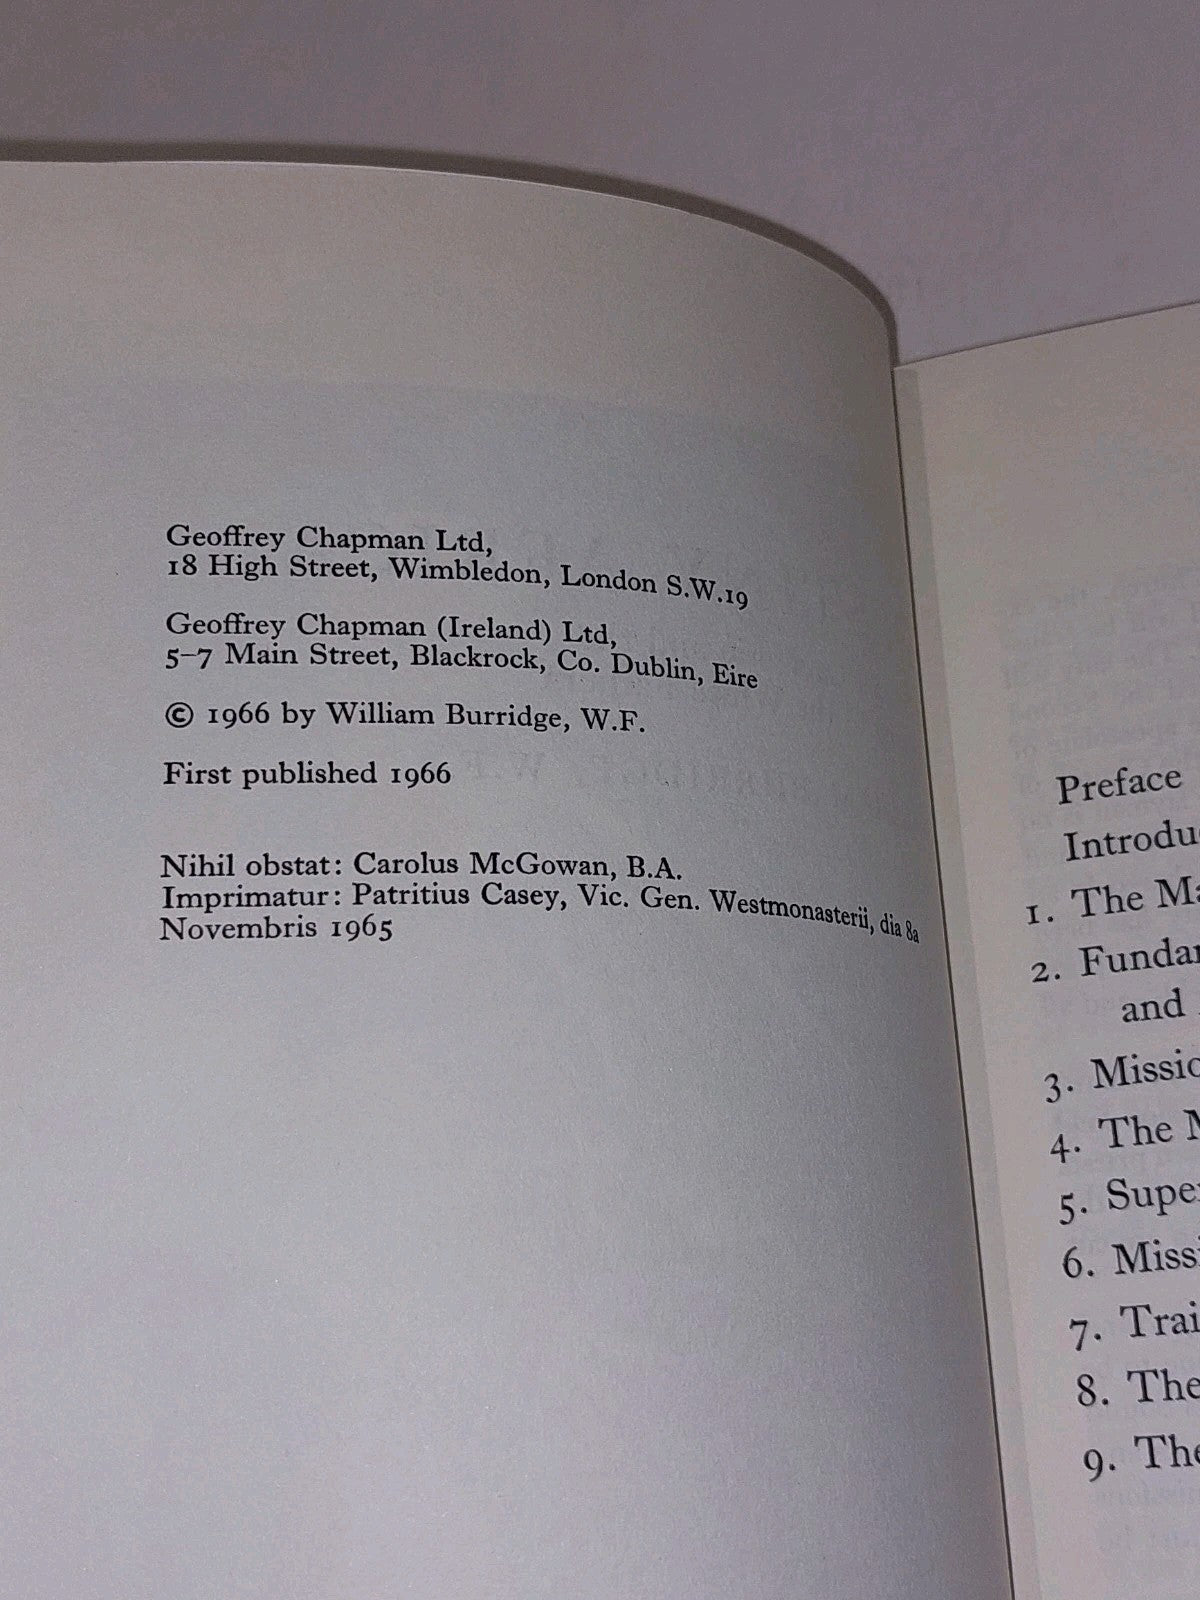 Geoffrey Chapman Ltd,
18 High Street, Wimbledon, London S.W.19
Geoffrey Chapman (Ireland) Ltd,
5–7 Main Street, Blackrock, Co. Dublin, Eire
© 1966 by William Burridge, W.F.
First published 1966
Nihil obstat: Carolus McGowan, B.A.
Imprimatur: Patritius Casey, Vic. Gen. Westmonasterii, dia 8a
Novembris 1965
Preface
Introdu
1. The Ma
2. Fundar
and
3. Missio
4. The M
5. Super
6. Missi
7. Trai
8. The
9. The